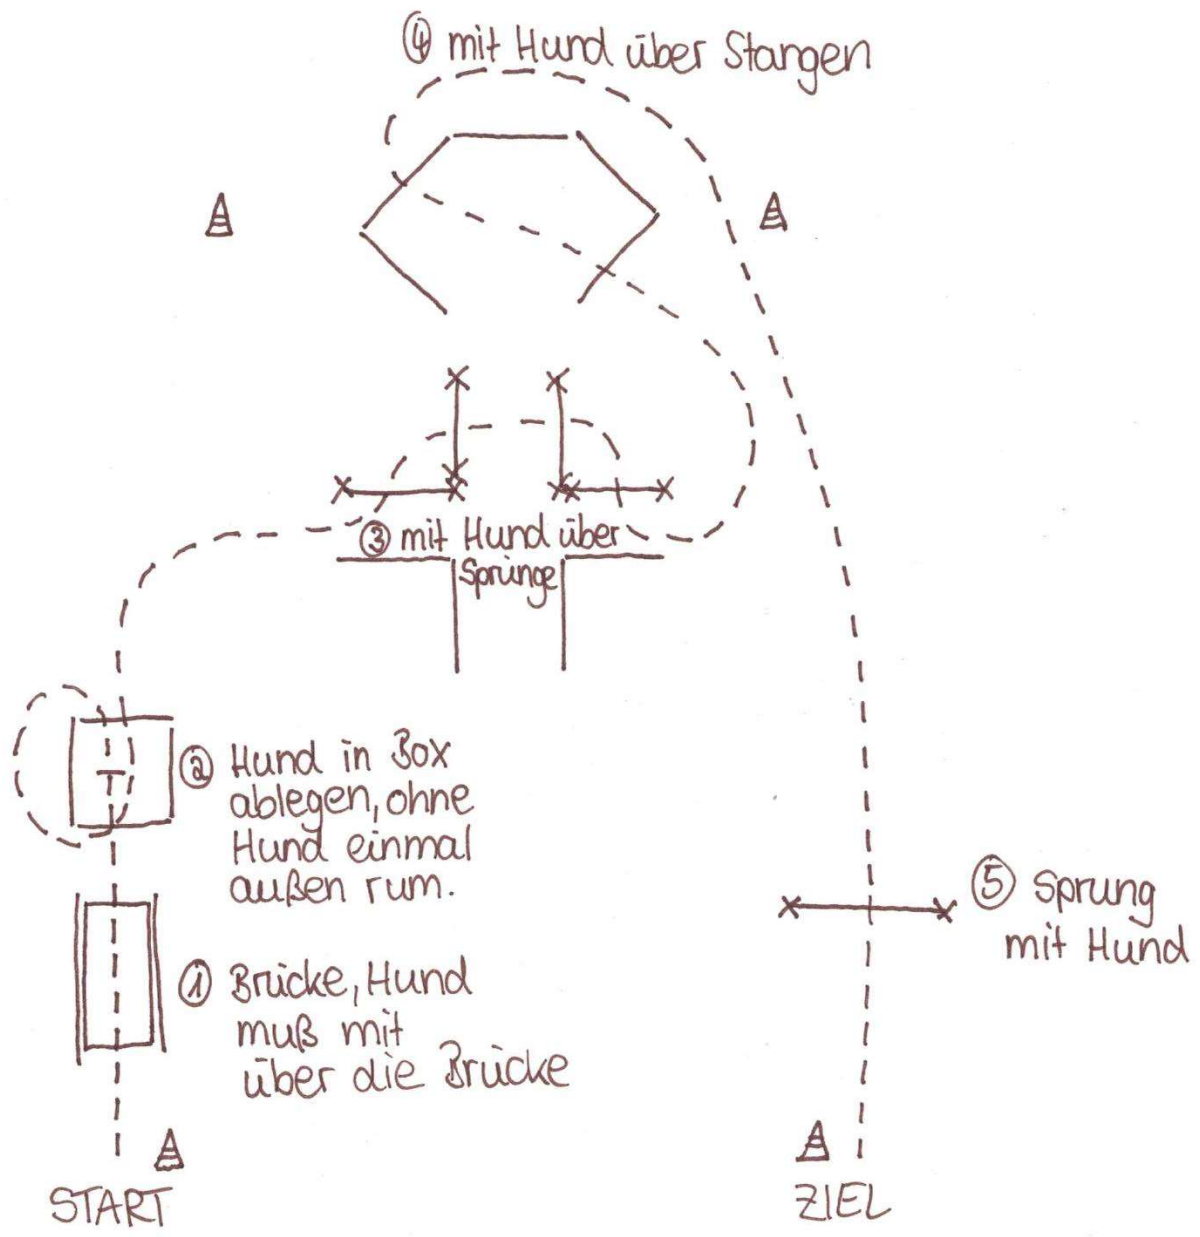 ④ mit Hund über Stangen
③ mit Hund über
Sprünge
② Hund in Box
ablegen, ohne
Hund einmal
außen rum.
① Brücke, Hund
muß mit
über die Brücke
⑤ Sprung
mit Hund
START
ZIEL